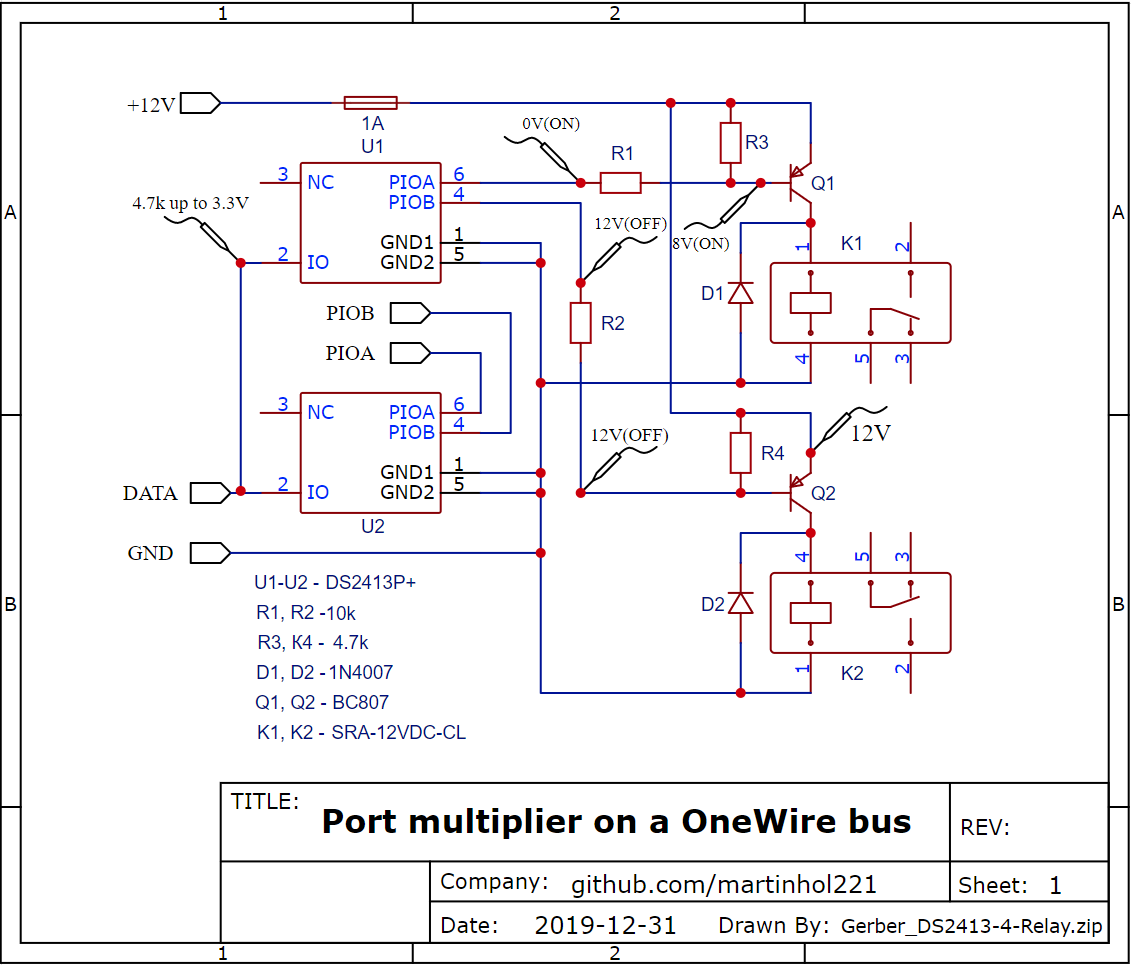 1 2
+12V
1A
U1
0V(ON)
R1
R3
Q1
3 NC PIOA 6
PIOB 4
4.7k up to 3.3V
12V(OFF)
8V(ON)
A A
GND1 1
2 IO GND2 5
1 K1 2
D1
PIOB
R2
PIOA
4 5 3
3 NC PIOA 6
PIOB 4
12V(OFF)
12V
R4
GND1 1
DATA 2 IO GND2 5
Q2
U2
GND
4 5 3
U1-U2 - DS2413P+
R1, R2 -10k
R3, K4 - 4.7k
D1, D2 -1N4007
Q1, Q2 - BC807
K1, K2 - SRA-12VDC-CL
D2
B B
1 K2 2
TITLE:
Port multiplier on a OneWire bus
REV:
Company: github.com/martinhol221
Sheet: 1
Date: 2019-12-31
Drawn By: Gerber_DS2413-4-Relay.zip
1 2